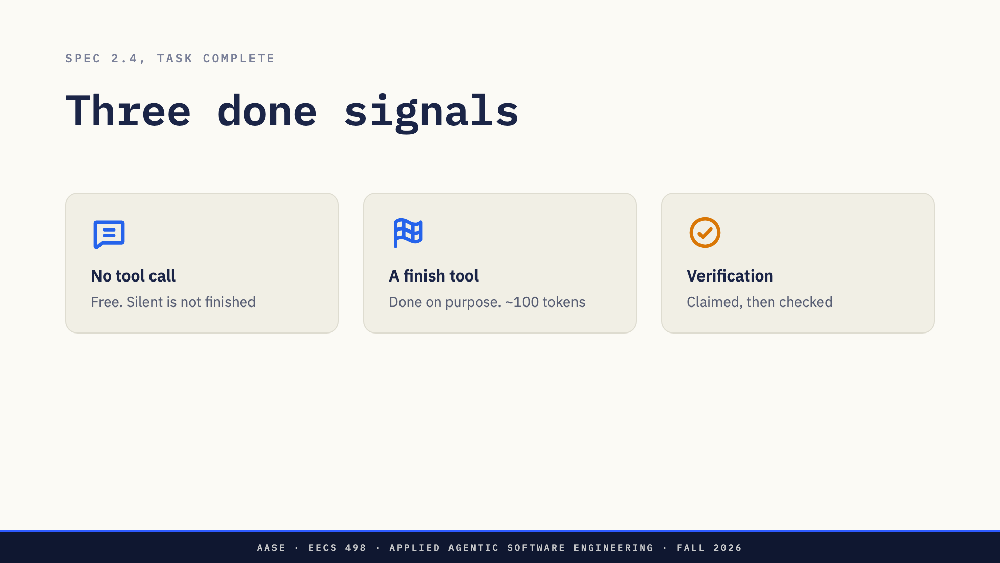 SPEC 2.4, TASK COMPLETE
Three done signals
No tool call
Free. Silent is not finished
A finish tool
Done on purpose. ~100 tokens
Verification
Claimed, then checked
AASE · EECS 498 · APPLIED AGENTIC SOFTWARE ENGINEERING · FALL 2026